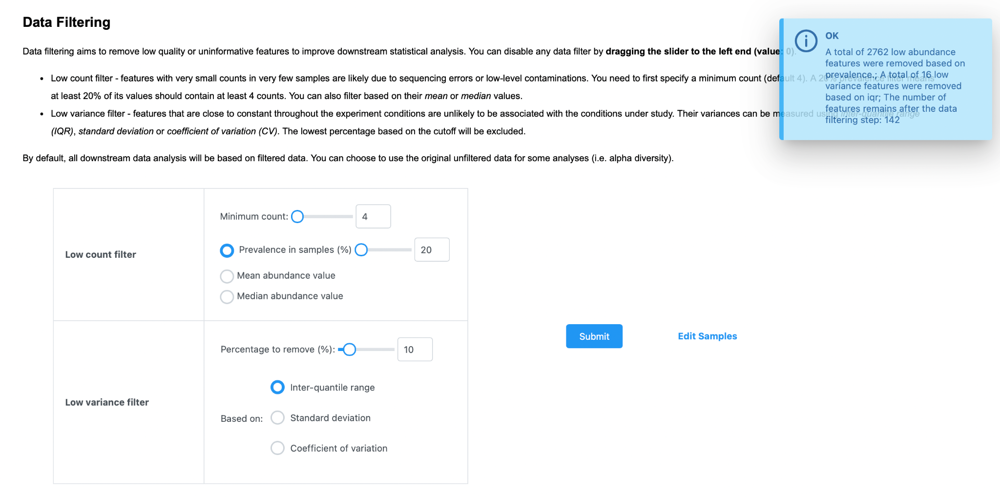 Data Filtering
Data filtering aims to remove low quality or uninformative features to improve downstream statistical analysis. You can disable any data filter by dragging the slider to the left end (value: 0).
• Low count filter - features with very small counts in very few samples are likely due to sequencing errors or low-level contaminations. You need to first specify a minimum count (default 4). A 20% prevalence filter means
at least 20% of its values should contain at least 4 counts. You can also filter based on their mean or median values.
• Low variance filter - features that are close to constant throughout the experiment conditions are unlikely to be associated with the conditions under study. Their variances can be measured using inter-quantile range
(IQR), standard deviation or coefficient of variation (CV). The lowest percentage based on the cutoff will be excluded.
By default, all downstream data analysis will be based on filtered data. You can choose to use the original unfiltered data for some analyses (i.e. alpha diversity).
OK
A total of 2762 low abundance
features were removed based on
prevalence.; A total of 16 low
variance features were removed
based on iqr; The number of
features remains after the data
filtering step: 142
Low count filter
Minimum count: 4
Prevalence in samples (%) 20
Mean abundance value
Median abundance value
Low variance filter
Percentage to remove (%): 10
Based on:
Inter-quantile range
Standard deviation
Coefficient of variation
Submit
Edit Samples